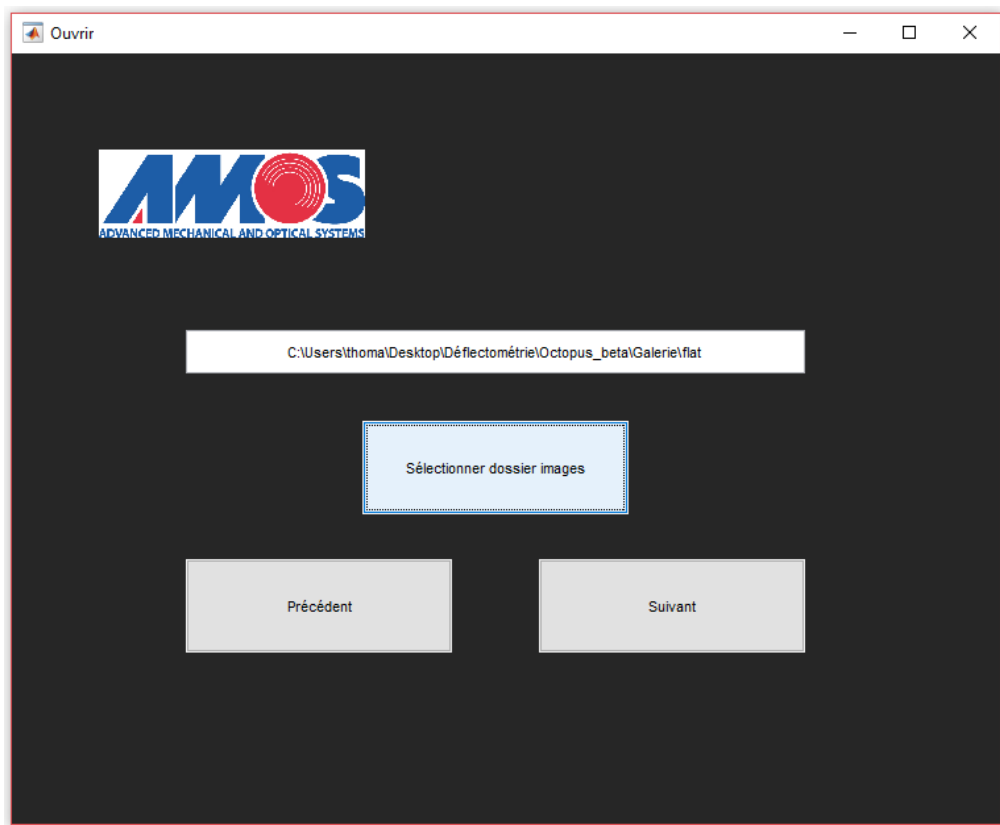 Ouvrir
AMOS
ADVANCED MECHANICAL AND OPTICAL SYSTEMS
C:\Users\thoma\Desktop\Déflectométrie\Octopus_beta\Galerie\flat
Sélectionner dossier images
Précédent
Suivant